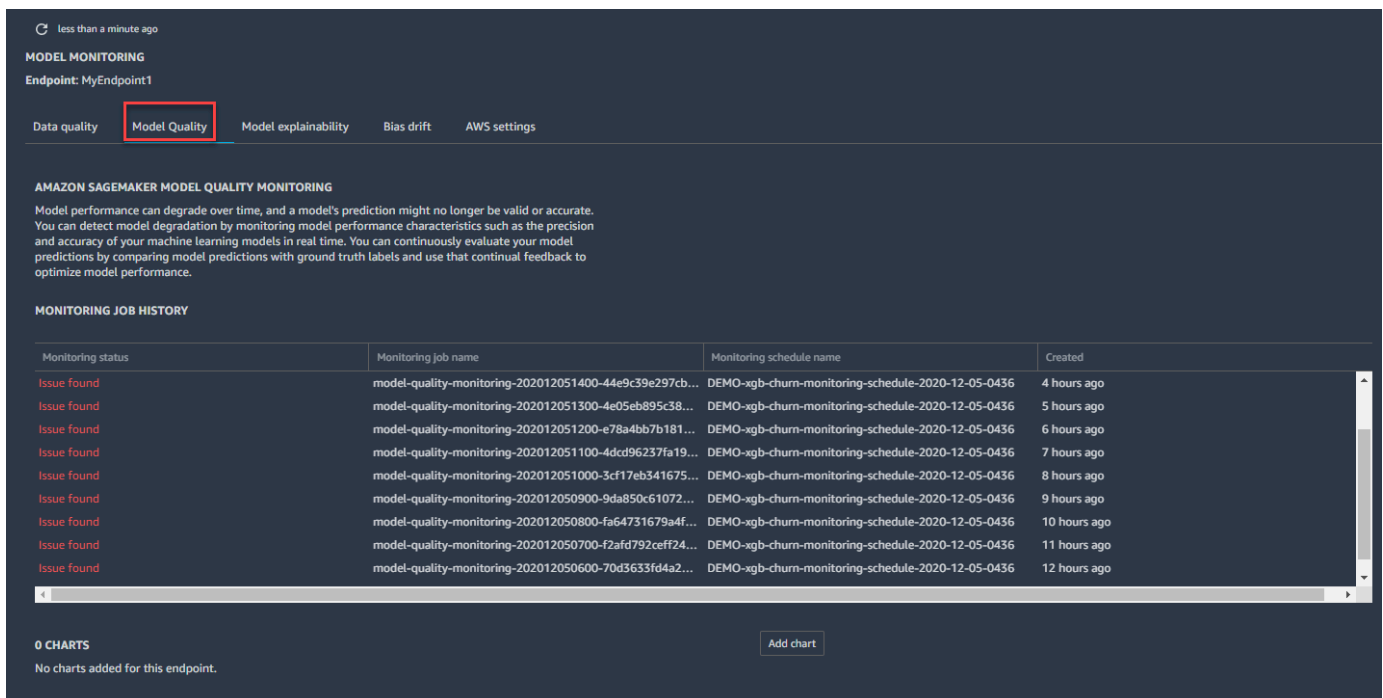 less than a minute ago
MODEL MONITORING
Endpoint: MyEndpoint1
Data quality Model Quality Model explainability Bias drift AWS settings
AMAZON SAGEMAKER MODEL QUALITY MONITORING
Model performance can degrade over time, and a model's prediction might no longer be valid or accurate.
You can detect model degradation by monitoring model performance characteristics such as the precision
and accuracy of your machine learning models in real time. You can continuously evaluate your model
predictions by comparing model predictions with ground truth labels and use that continual feedback to
optimize model performance.
MONITORING JOB HISTORY
Monitoring status Monitoring job name Monitoring schedule name Created
Issue found model-quality-monitoring-202012051400-44e9c39e297cb... DEMO-xgb-churn-monitoring-schedule-2020-12-05-0436 4 hours ago
Issue found model-quality-monitoring-202012051300-4e05eb895c38... DEMO-xgb-churn-monitoring-schedule-2020-12-05-0436 5 hours ago
Issue found model-quality-monitoring-202012051200-e78a4bb7b181... DEMO-xgb-churn-monitoring-schedule-2020-12-05-0436 6 hours ago
Issue found model-quality-monitoring-202012051100-4dcd96237fa19... DEMO-xgb-churn-monitoring-schedule-2020-12-05-0436 7 hours ago
Issue found model-quality-monitoring-202012051000-3cf17eb341675... DEMO-xgb-churn-monitoring-schedule-2020-12-05-0436 8 hours ago
Issue found model-quality-monitoring-202012050900-9da850c61072... DEMO-xgb-churn-monitoring-schedule-2020-12-05-0436 9 hours ago
Issue found model-quality-monitoring-202012050800-fa64731679a4f... DEMO-xgb-churn-monitoring-schedule-2020-12-05-0436 10 hours ago
Issue found model-quality-monitoring-202012050700-f2afd792ceff24... DEMO-xgb-churn-monitoring-schedule-2020-12-05-0436 11 hours ago
Issue found model-quality-monitoring-202012050600-70d3633fd4a2... DEMO-xgb-churn-monitoring-schedule-2020-12-05-0436 12 hours ago
0 CHARTS Add chart
No charts added for this endpoint.